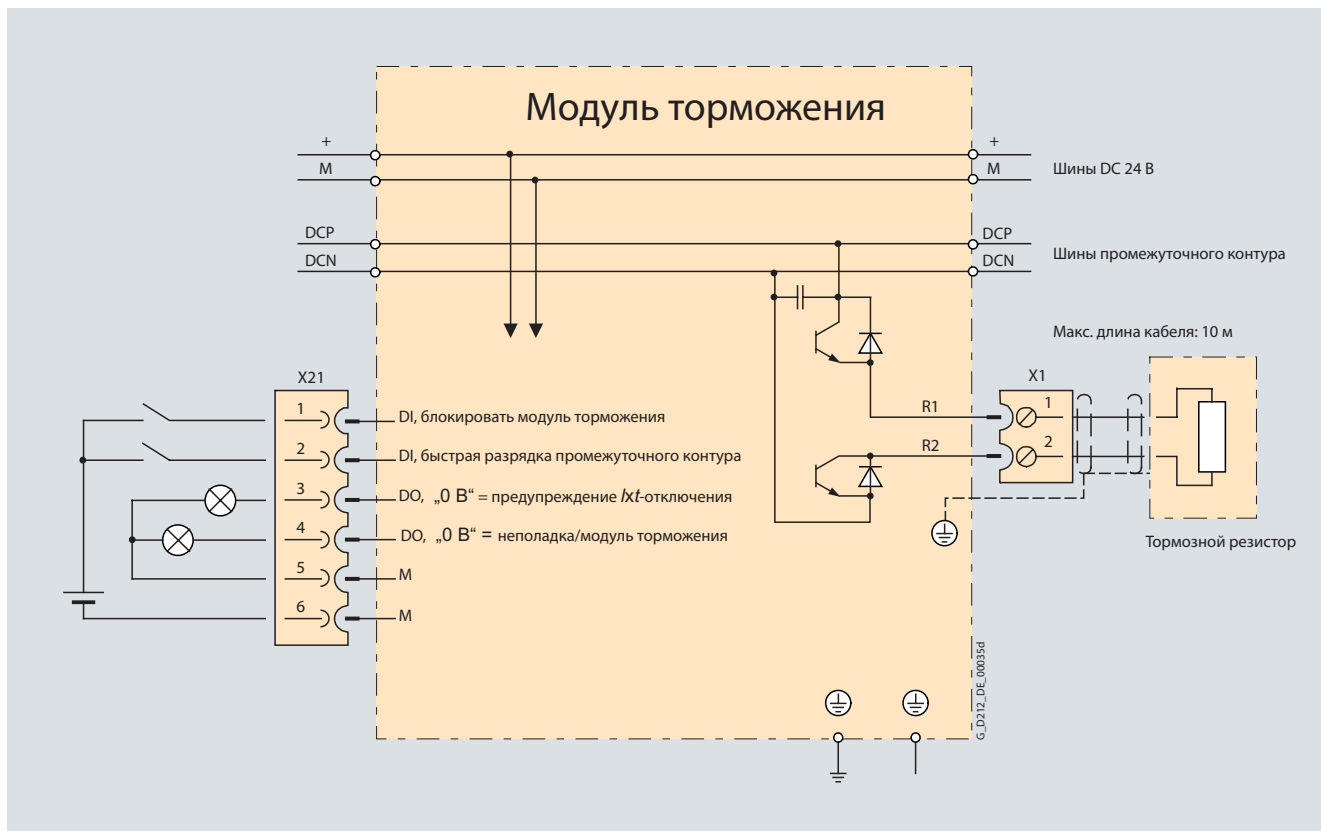 Модуль торможения
+
M
+
M
Шины DC 24 В
DCP
DCN
DCP
DCN
Шины промежуточного контура
Макс. длина кабеля: 10 м
X21
X1
1
DI, блокировать модуль торможения
2
DI, быстрая разрядка промежуточного контура
3
DO, „0 В“ = предупреждение Ixt-отключения
4
DO, „0 В“ = неполадка/модуль торможения
5
M
6
M
R1
1
R2
2
Тормозной резистор
G_D212_DE_00035d